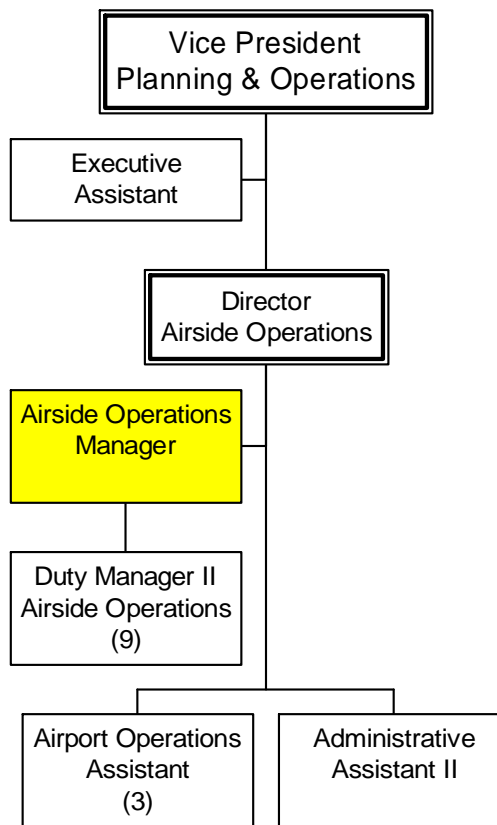 Vice President
Planning & Operations
Executive
Assistant
Director
Airside Operations
Airside Operations
Manager
Duty Manager II
Airside Operations
(9)
Airport Operations
Assistant
(3)
Administrative
Assistant II